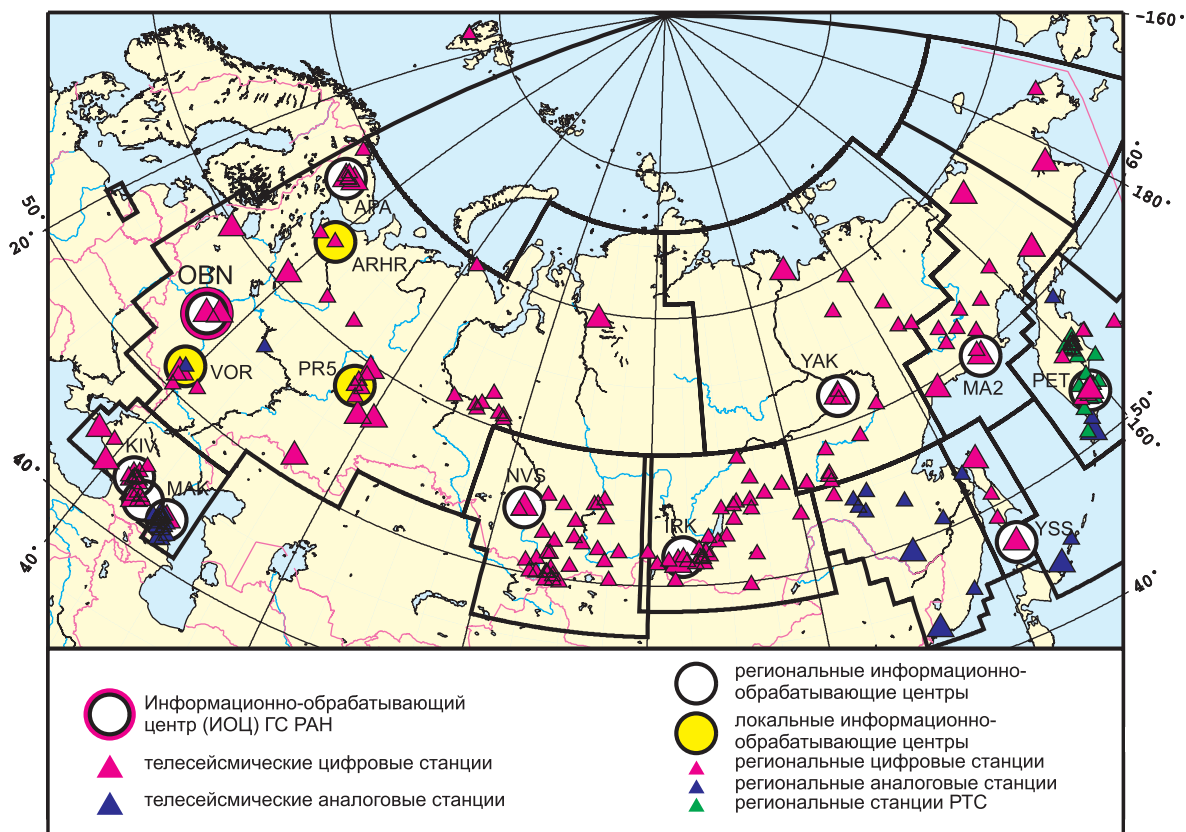 -160°
60°
180°
50°
20°
APA
ARHR
OBN
VOR
PR5
YAK
MA2
PET
50°
160°
KIV
40°
MAK
NVS
IRK
YSS
40°
40°
Информационно-обрабатывающий
центр (ИОЦ) ГС РАН
телесейсмические цифровые станции
телесейсмические аналоговые станции
региональные информационно-
обрабатывающие центры
локальные информационно-
обрабатывающие центры
региональные цифровые станции
региональные аналоговые станции
региональные станции РТС